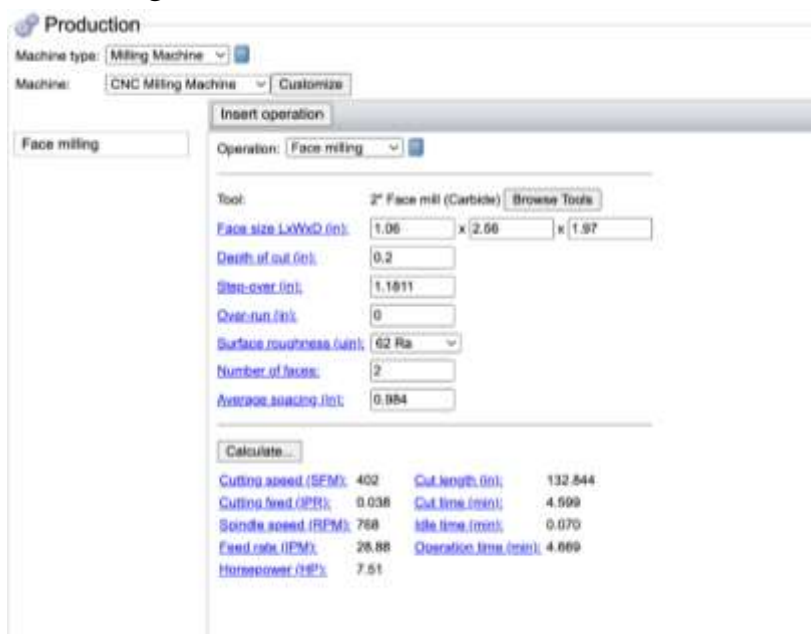 Production
Machine type: Milling Machine
Machine: CNC Milling Machine Customize
Insert operation
Face milling
Operation: Face milling
Tool: 2" Face mill (Carbide) Browse Tools
Face size LxWxD (in): 1.06 x 2.66 x 1.97
Depth of cut (in): 0.2
Step-over (in): 1.1811
Over-run (in): 0
Surface roughness (uin): 62 Ra
Number of faces: 2
Average spacing (in): 0.984
Calculate...
Cutting speed (SFM): 402 Cut length (in): 132.844
Cutting feed (IPR): 0.038 Cut time (min): 4.599
Spindle speed (RPM): 768 Idle time (min): 0.070
Feed rate (IPM): 28.88 Operation time (min): 4.669
Horsepower (HP): 7.51